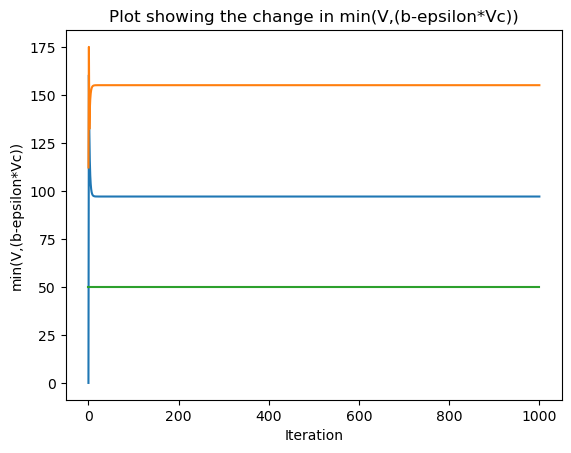 Plot showing the change in min(V,(b-epsilon*Vc))
min(V,(b-epsilon*Vc))
175
150
125
100
75
50
25
0
0 200 400 600 800 1000
Iteration